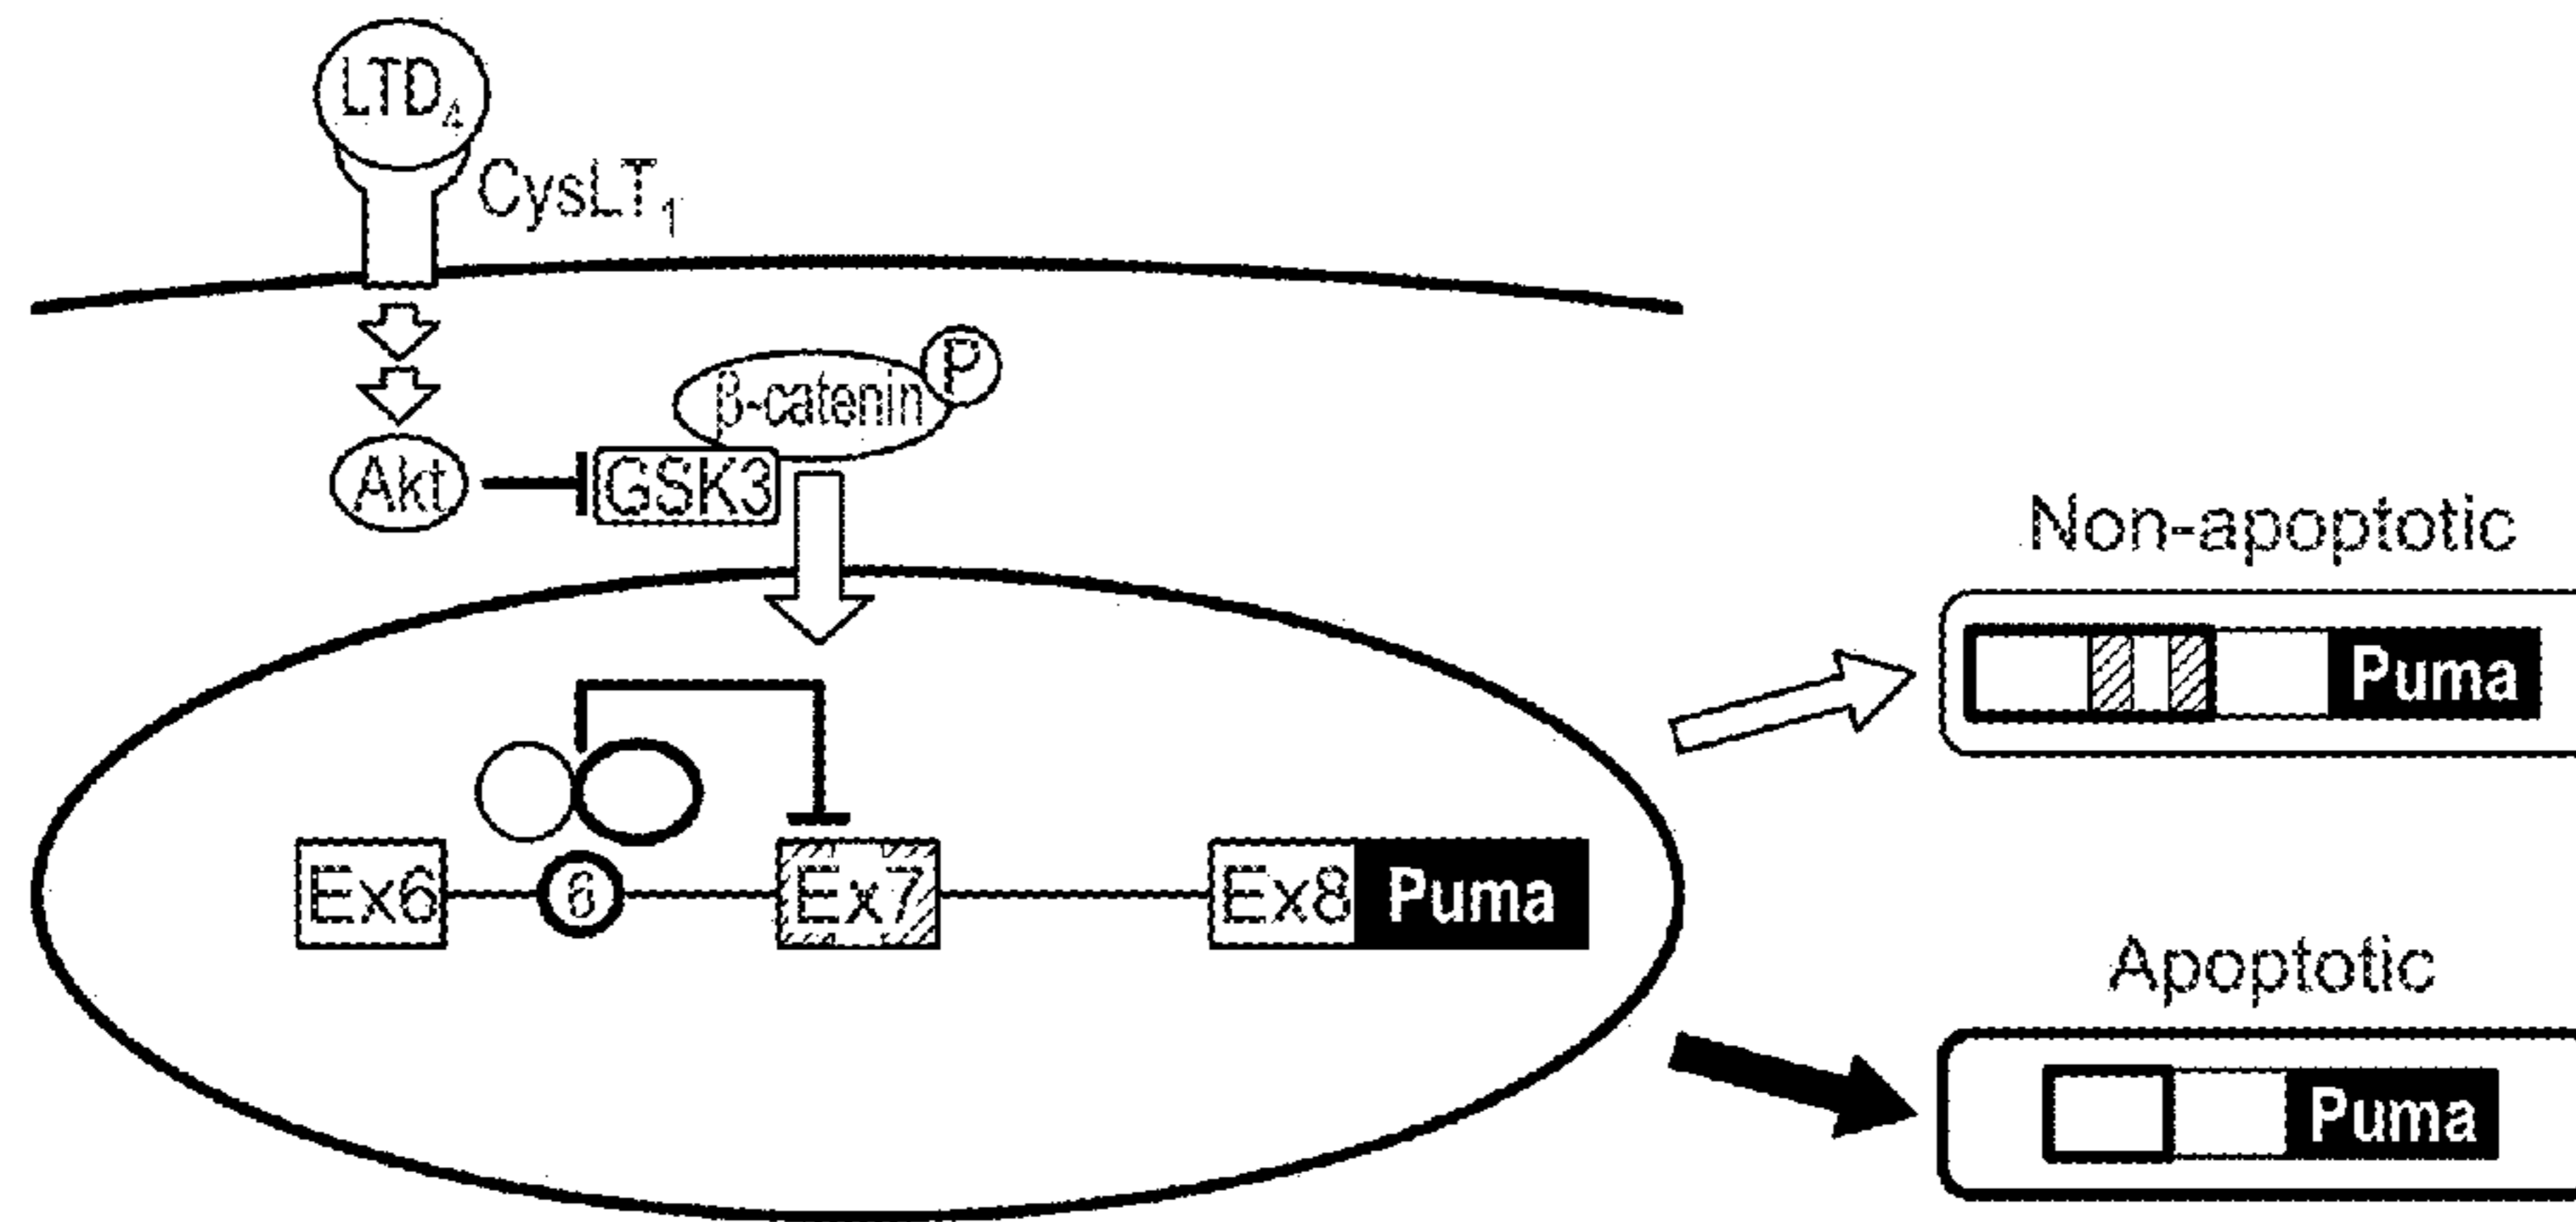 LTD₄
CysLT₁
β-catenin
P
Akt
GSK3
Non-apoptotic
Puma
Ex6
6
Ex7
Ex8
Puma
Apoptotic
Puma